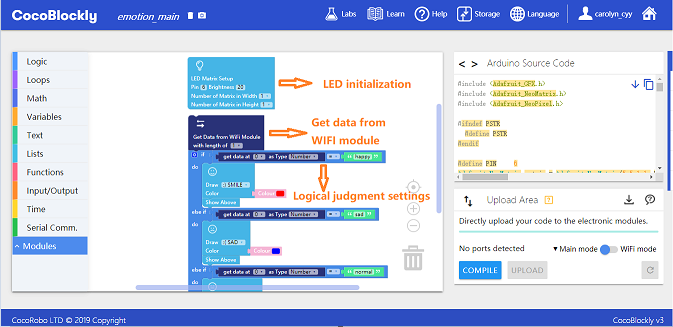 CocoBlockly
emotion_main
Labs
Learn
Help
Storage
Language
carolyn_cyy
Logic
Loops
Math
Variables
Text
Lists
Functions
Input/Output
Time
Serial Comm.
Modules
LED Matrix Setup
Pin 6 Brightness 20
Number of Matrix in Width 1
Number of Matrix in Height 1
LED initialization
Get Data from WiFi Module
with length of 1
Get data from
WIFI module
if get data at 0 as Type Number = "happy"
do
Draw SMILE
Color Colour
Show Above
Logical judgment settings
else if get data at 0 as Type Number = "sad"
do
Draw SAD
Color Colour
Show Above
else if get data at 0 as Type Number = "normal"
do
< > Arduino Source Code
#include <Adafruit_GFX.h>
#include <Adafruit_NeoMatrix.h>
#include <Adafruit_NeoPixel.h>
#ifndef PSTR
#define PSTR
#endif
#define PIN 6
Upload Area
Directly upload your code to the electronic modules.
No ports detected
Main mode
WiFi mode
COMPILE
UPLOAD
CocoRobo LTD © 2019 Copyright
CocoBlockly v3